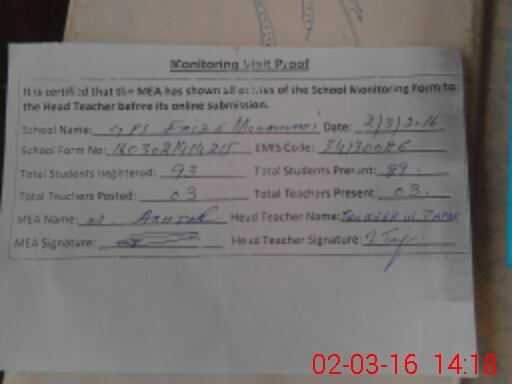 Monitoring Visit Proof
It is certified that the MEA has shown all entries of the School Monitoring Form to
the Head Teacher before its online submission.
School Name: GPS Date: 2/3/2016
School Form No: EMIS Code: 34130086
Total Students Registered: 93 Total Students Present: 89.
Total Teachers Posted: 03 Total Teachers Present: 03.
MEA Name: M Head Teacher Name:
MEA Signature: Head Teacher Signature:
02-03-16 14:18